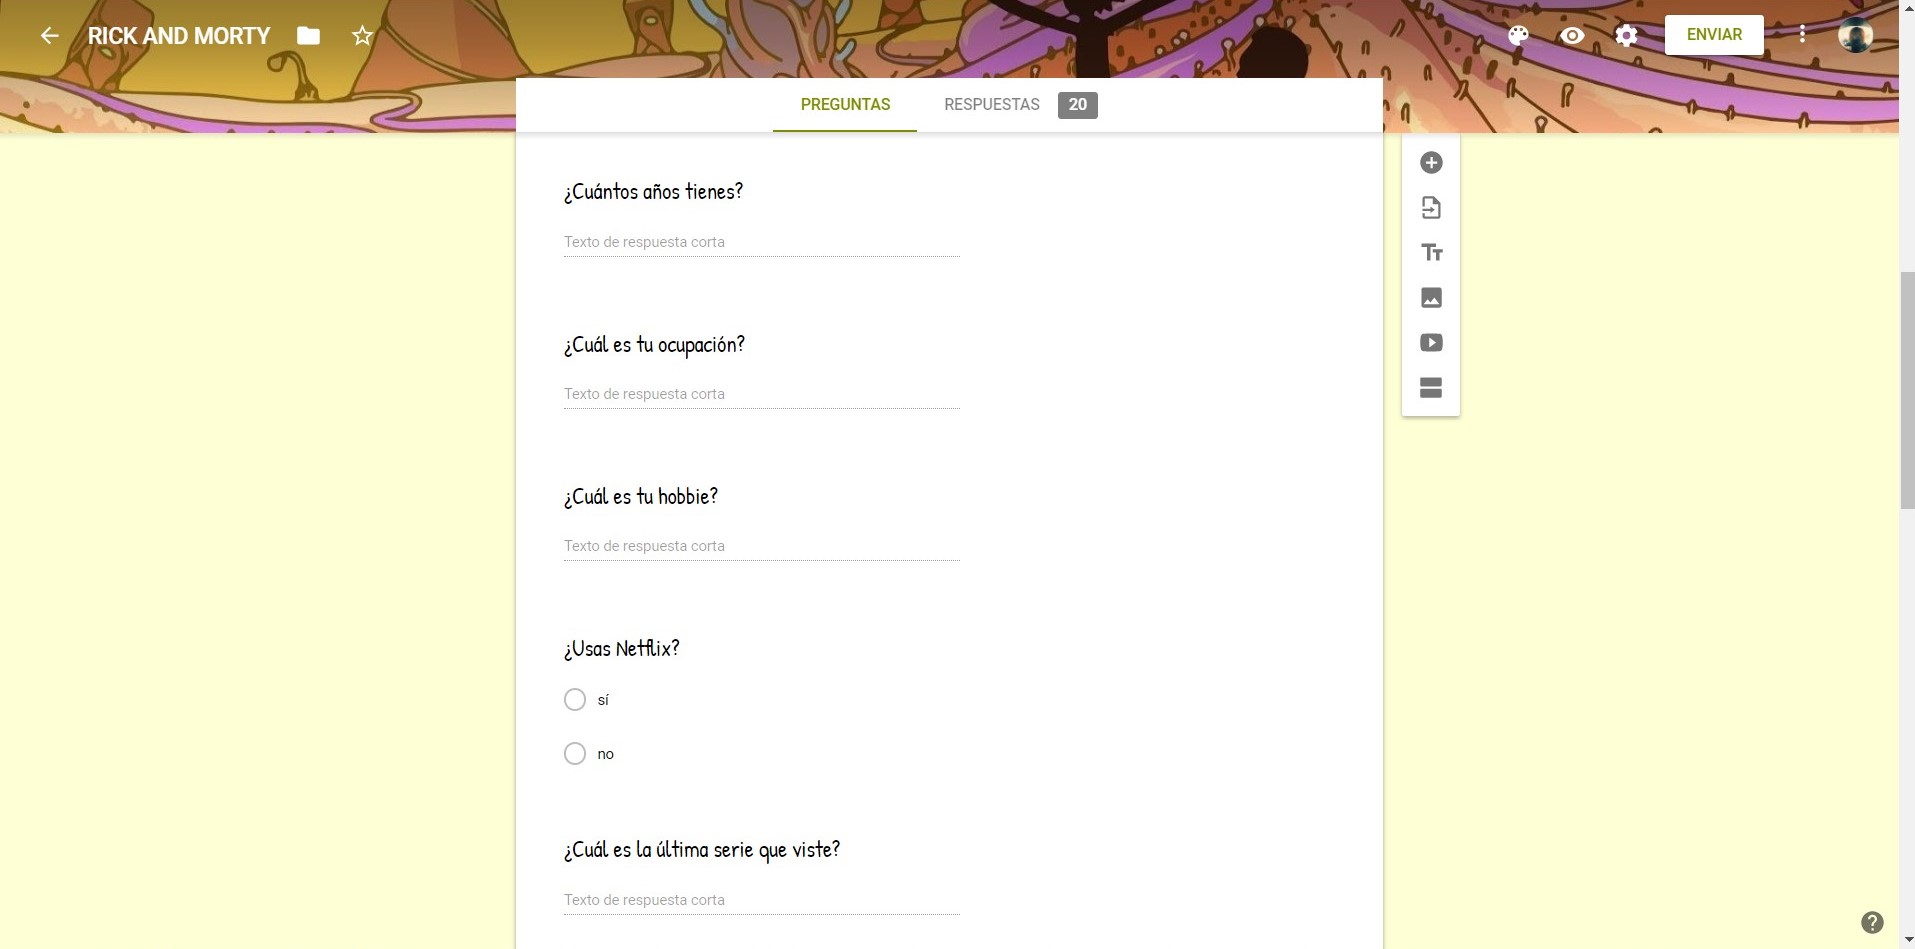 RICK AND MORTY
ENVIAR
PREGUNTAS RESPUESTAS 20
¿Cuántos años tienes?
Texto de respuesta corta
¿Cuál es tu ocupación?
Texto de respuesta corta
¿Cuál es tu hobbie?
Texto de respuesta corta
¿Usas Netflix?
sí
no
¿Cuál es la última serie que viste?
Texto de respuesta corta